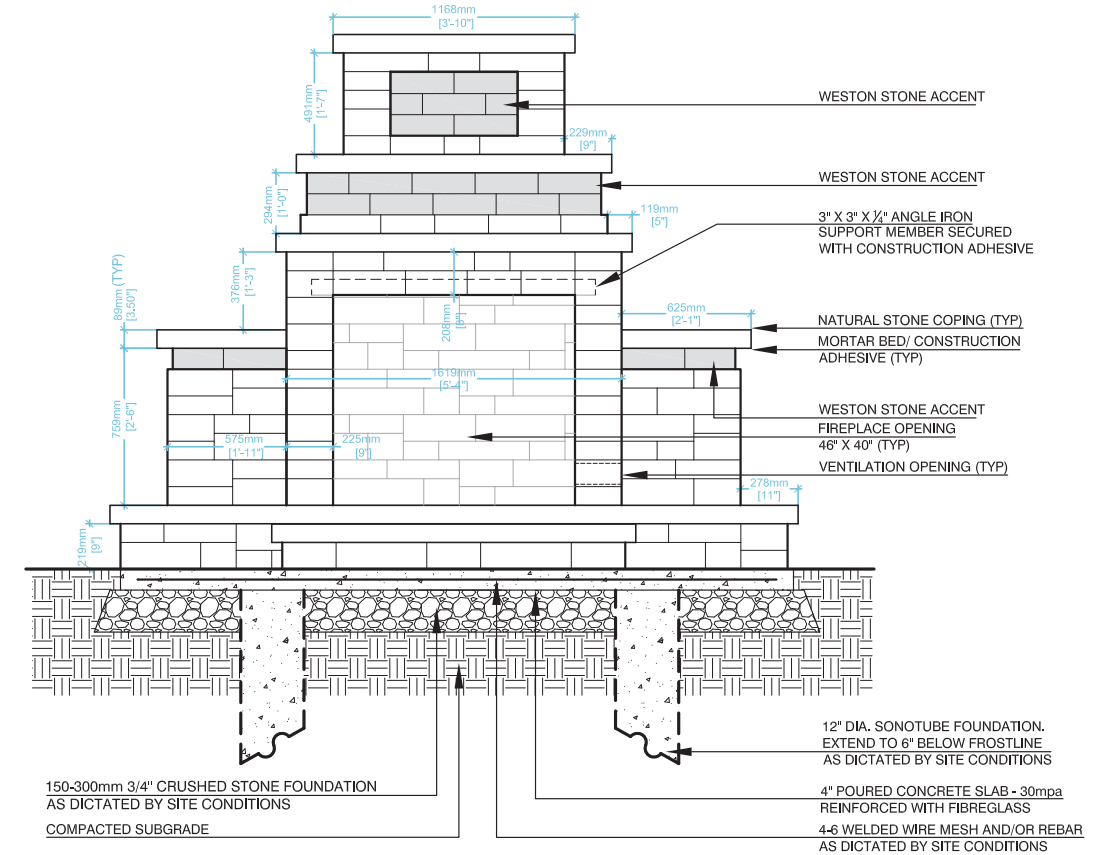 1168mm
[3'-10"]
491mm
[1'-7"]
WESTON STONE ACCENT
229mm
[9"]
WESTON STONE ACCENT
294mm
[1'-0"]
119mm
[5"]
3" X 3" X ¼" ANGLE IRON
SUPPORT MEMBER SECURED
WITH CONSTRUCTION ADHESIVE
89mm (TYP)
[3.50"]
376mm
[1'-3"]
208mm
[8"]
625mm
[2'-1"]
NATURAL STONE COPING (TYP)
MORTAR BED/ CONSTRUCTION
ADHESIVE (TYP)
1619mm
[5'-4"]
759mm
[2'-6"]
WESTON STONE ACCENT
FIREPLACE OPENING
46" X 40" (TYP)
575mm
[1'-11"]
225mm
[9"]
VENTILATION OPENING (TYP)
278mm
[11"]
219mm
[9"]
12" DIA. SONOTUBE FOUNDATION.
EXTEND TO 6" BELOW FROSTLINE
AS DICTATED BY SITE CONDITIONS
150-300mm 3/4" CRUSHED STONE FOUNDATION
AS DICTATED BY SITE CONDITIONS
4" POURED CONCRETE SLAB - 30mpa
REINFORCED WITH FIBREGLASS
COMPACTED SUBGRADE
4-6 WELDED WIRE MESH AND/OR REBAR
AS DICTATED BY SITE CONDITIONS